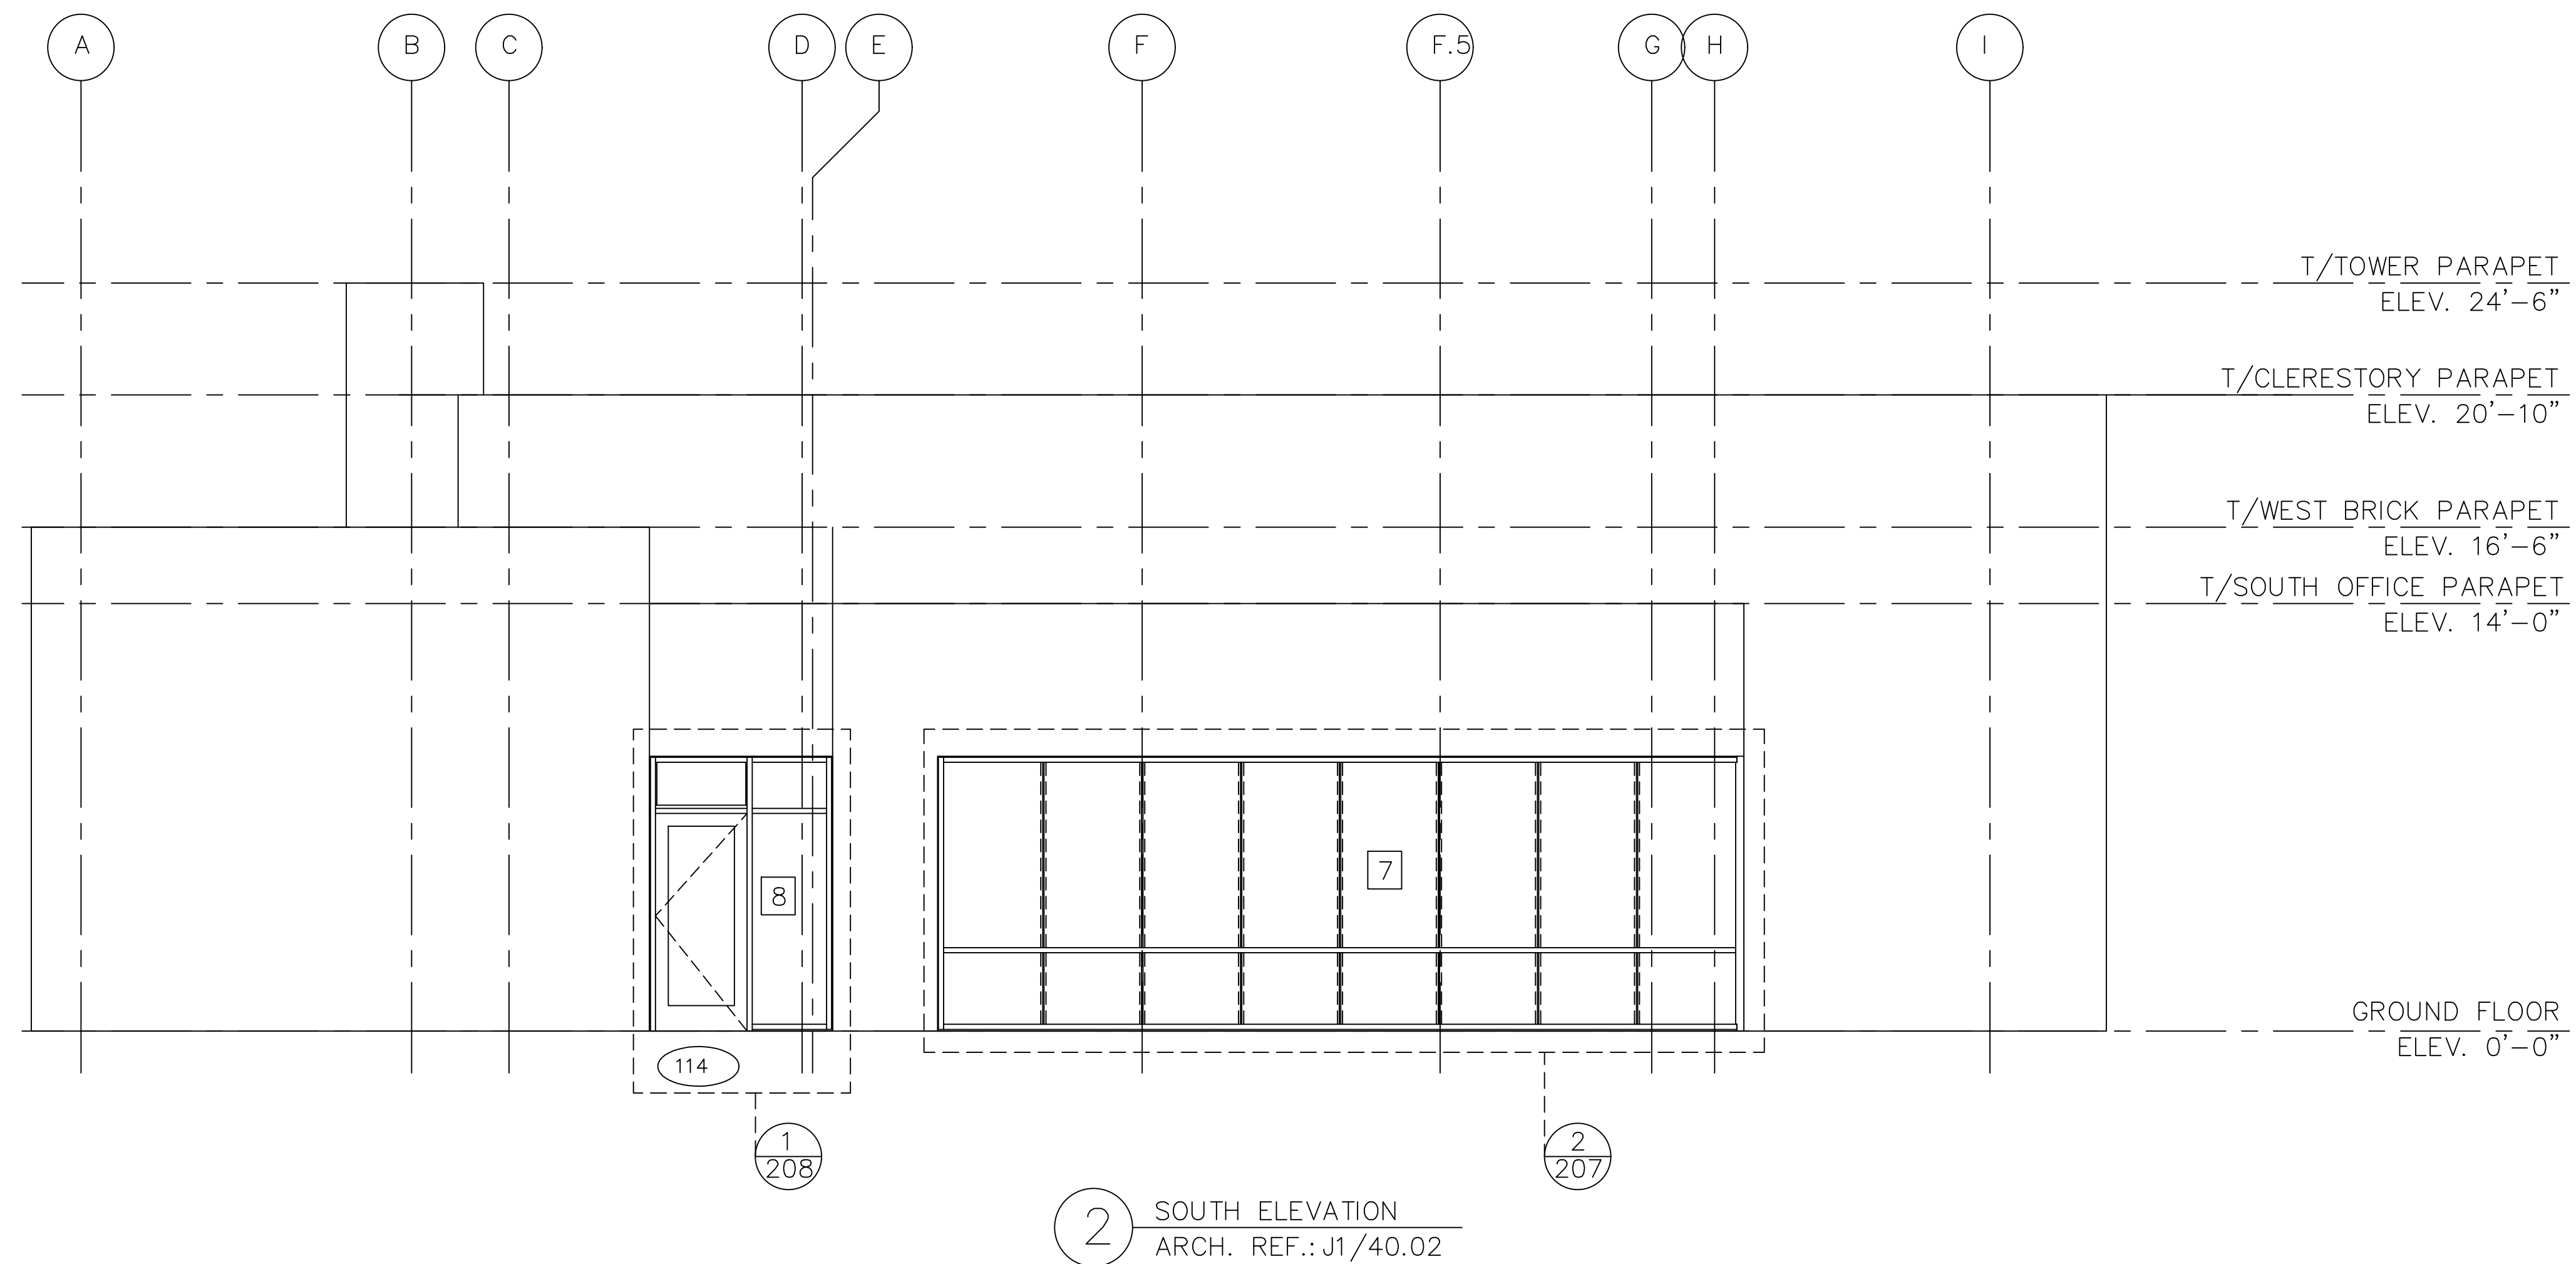 A B C D E F F.5 G H I
T/TOWER PARAPET
ELEV. 24'-6"
T/CLERESTORY PARAPET
ELEV. 20'-10"
T/WEST BRICK PARAPET
ELEV. 16'-6"
T/SOUTH OFFICE PARAPET
ELEV. 14'-0"
7
8
GROUND FLOOR
ELEV. 0'-0"
114
1
208
2
207
2
SOUTH ELEVATION
ARCH. REF.: J1/40.02